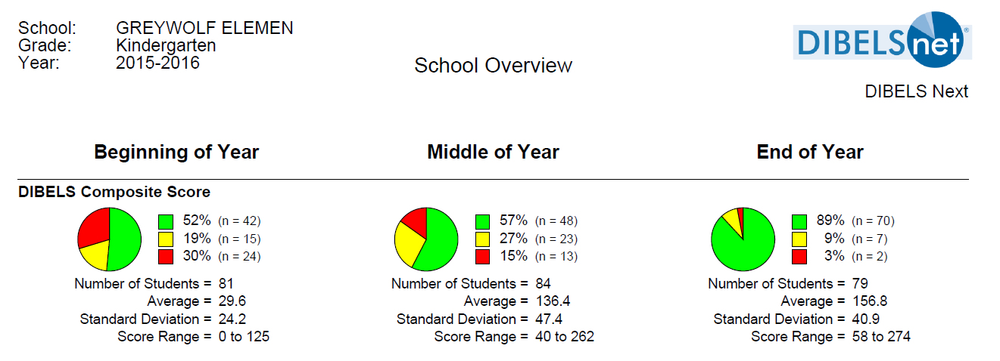 School: GREYWOLF ELEMEN
Grade: Kindergarten
Year: 2015-2016
School Overview
DIBELSnet®
DIBELS Next
Beginning of Year Middle of Year End of Year
DIBELS Composite Score
52% (n = 42) 57% (n = 48) 89% (n = 70)
19% (n = 15) 27% (n = 23) 9% (n = 7)
30% (n = 24) 15% (n = 13) 3% (n = 2)
Number of Students = 81 Number of Students = 84 Number of Students = 79
Average = 29.6 Average = 136.4 Average = 156.8
Standard Deviation = 24.2 Standard Deviation = 47.4 Standard Deviation = 40.9
Score Range = 0 to 125 Score Range = 40 to 262 Score Range = 58 to 274